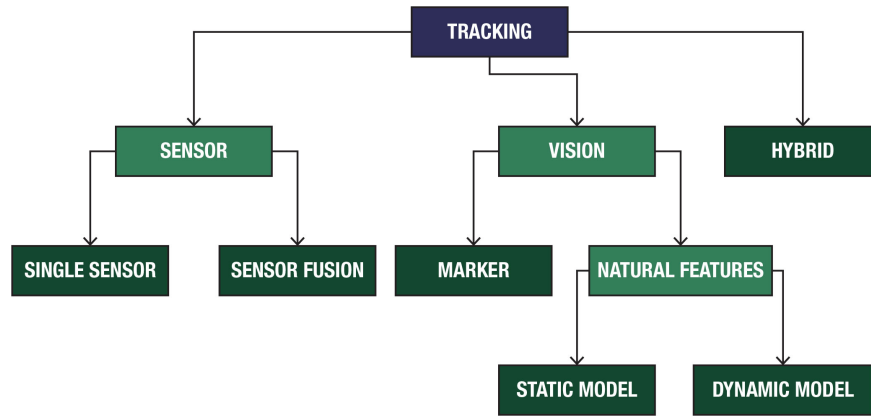 TRACKING
SENSOR
VISION
HYBRID
SINGLE SENSOR
SENSOR FUSION
MARKER
NATURAL FEATURES
STATIC MODEL
DYNAMIC MODEL